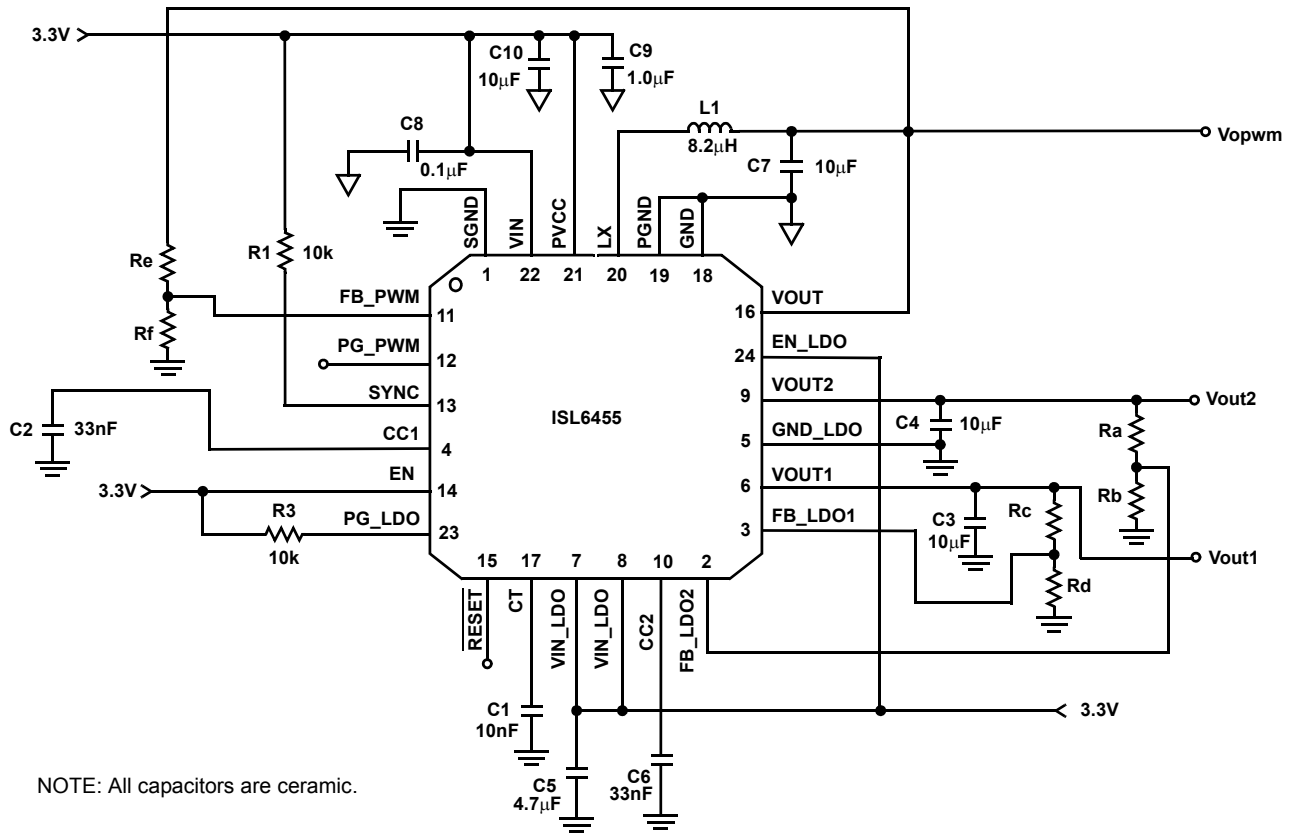 3.3V
C10
10μF
C9
1.0μF
L1
8.2μH
Vopwm
C8
0.1μF
C7
10μF
SGND
VIN
PVCC
LX
PGND
GND
R1
10k
Re
Rf
1
22
21
20
19
18
FB_PWM
11
VOUT
16
PG_PWM
12
EN_LDO
24
SYNC
13
VOUT2
9
Vout2
ISL6455
C2
33nF
CC1
4
C4
10μF
Ra
GND_LDO
5
EN
14
3.3V
VOUT1
6
Rb
R3
10k
PG_LDO
23
FB_LDO1
3
C3
10μF
Rc
Vout1
Rd
15
17
7
8
10
2
RESET
CT
VIN_LDO
VIN_LDO
CC2
FB_LDO2
C1
10nF
3.3V
C5
4.7μF
C6
33nF
NOTE: All capacitors are ceramic.